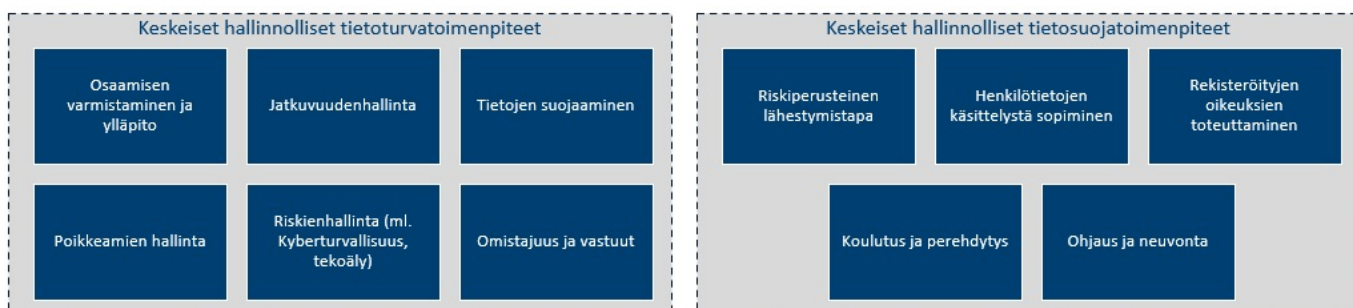 Keskeiset hallinnolliset tietoturvatoimenpiteet
Osaamisen
varmistaminen ja
ylläpito
Jatkuvuudenhallinta
Tietojen suojaaminen
Poikkeamien hallinta
Riskienhallinta (ml.
Kyberturvallisuus,
tekoäly)
Omistajuus ja vastuut
Keskeiset hallinnolliset tietosuojatoimenpiteet
Riskiperusteinen
lähestymistapa
Henkilötietojen
käsittelystä sopiminen
Rekisteröityjen
oikeuksien
toteuttaminen
Koulutus ja perehdytys
Ohjaus ja neuvonta